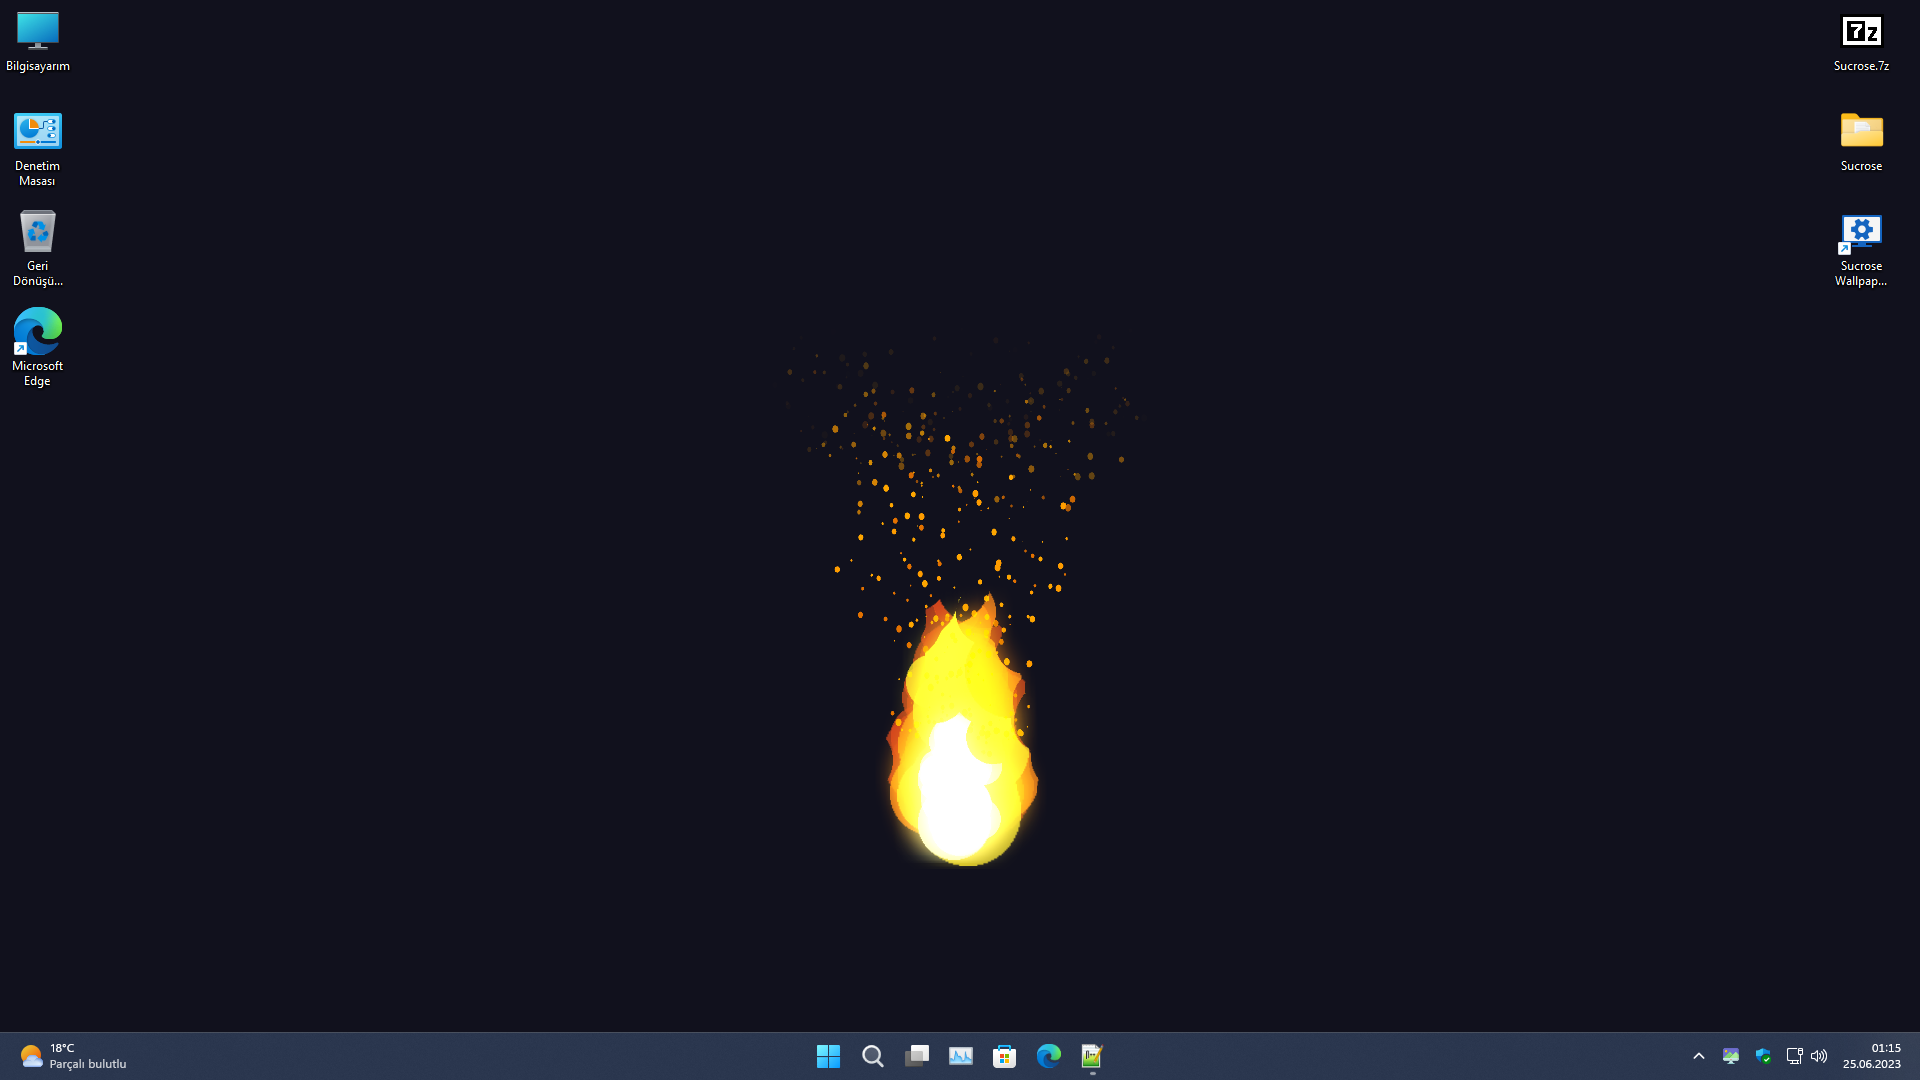 Bilgisayarım
Denetim
Masası
Geri
Dönüşü...
Microsoft
Edge
7z
Sucrose.7z
Sucrose
Sucrose
Wallpap...
18°C
Parçalı bulutlu
01:15
25.06.2023